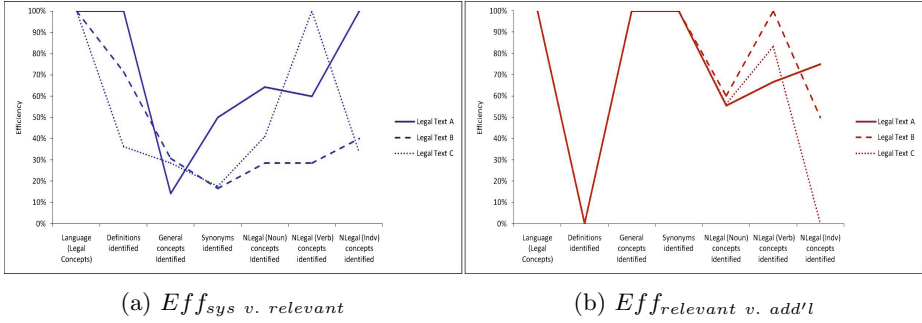 100%
90%
80%
70%
60%
50%
40%
30%
20%
10%
0%
Efficiency
Language (Legal Concepts)
Definitions identified
General concepts Identified
Synonyms identified
NLegal (Noun) concepts Identified
NLegal (Verb) concepts identified
NLegal (Indv) concepts identified
Legal Text A
Legal Text B
Legal Text C
(a) Eff sys v. relevant
100%
90%
80%
70%
60%
50%
40%
30%
20%
10%
0%
Efficiency
Language (Legal Concepts)
Definitions identified
General concepts Identified
Synonyms identified
NLegal (Noun) concepts Identified
NLegal (Verb) concepts identified
NLegal (Indv) concepts identified
Legal Text A
Legal Text B
Legal Text C
(b) Eff relevant v. add'l